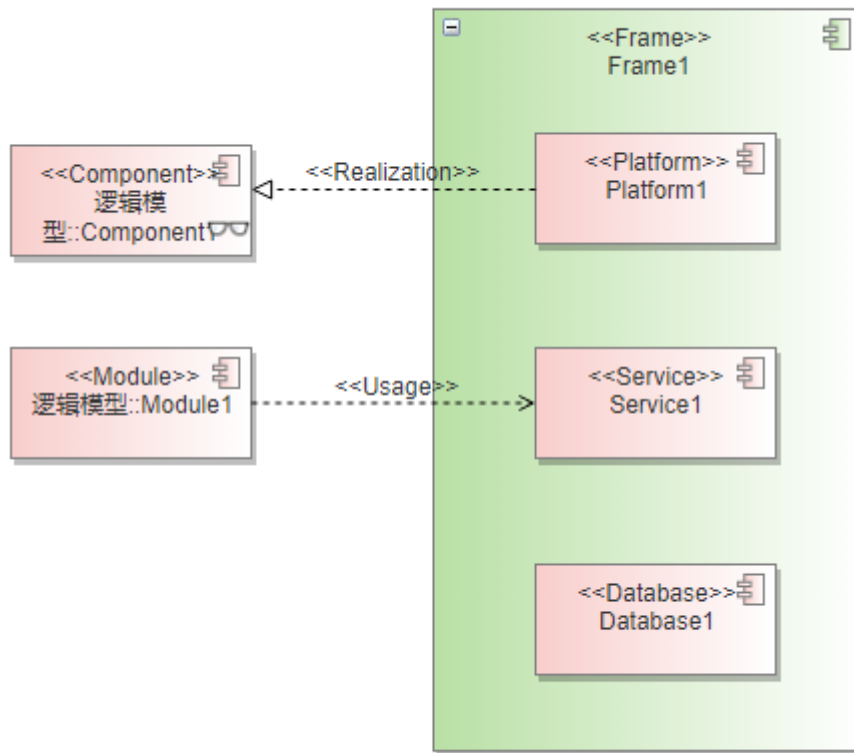 <<Frame>>
Frame1
<<Component>>
逻辑模
型::Component1
<<Realization>>
<<Platform>>
Platform1
<<Module>>
逻辑模型::Module1
<<Usage>>
<<Service>>
Service1
<<Database>>
Database1